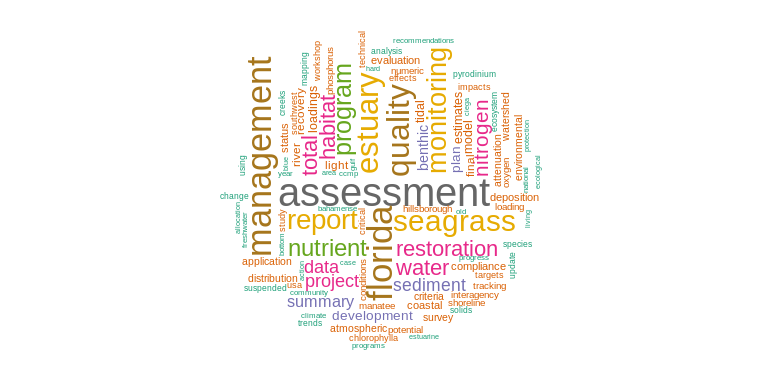 recommendations
technical
analysis
workshop
evaluation
hard
numeric
mapping
phosphorus
effects
pyrodinium
management
program
estuary
quality
monitoring
impacts
creeks
southwest
recovery
loadings
habitat
total
tidal
estimates
ciega
nitrogen
ecosystem
watershed
environmental
protection
status
river
benthic
plan
model
final
attenuation
oxygen
national
ecological
using
blue
year
light
area
ccmp
gulf
assessment
change
deposition
loading
allocation
freshwater
study
bottom
bahamense
report
critical
florida
hillsborough
old
seagrass
living
nutrient
restoration
species
application
data
case
conditions
water
progress
compliance
update
action
distribution
usa
project
sediment
targets
tracking
suspended
community
summary
manatee
criteria
coastal
interagency
shoreline
solids
climate
trends
development
survey
atmospheric
potential
chlorophylla
estuarine
programs